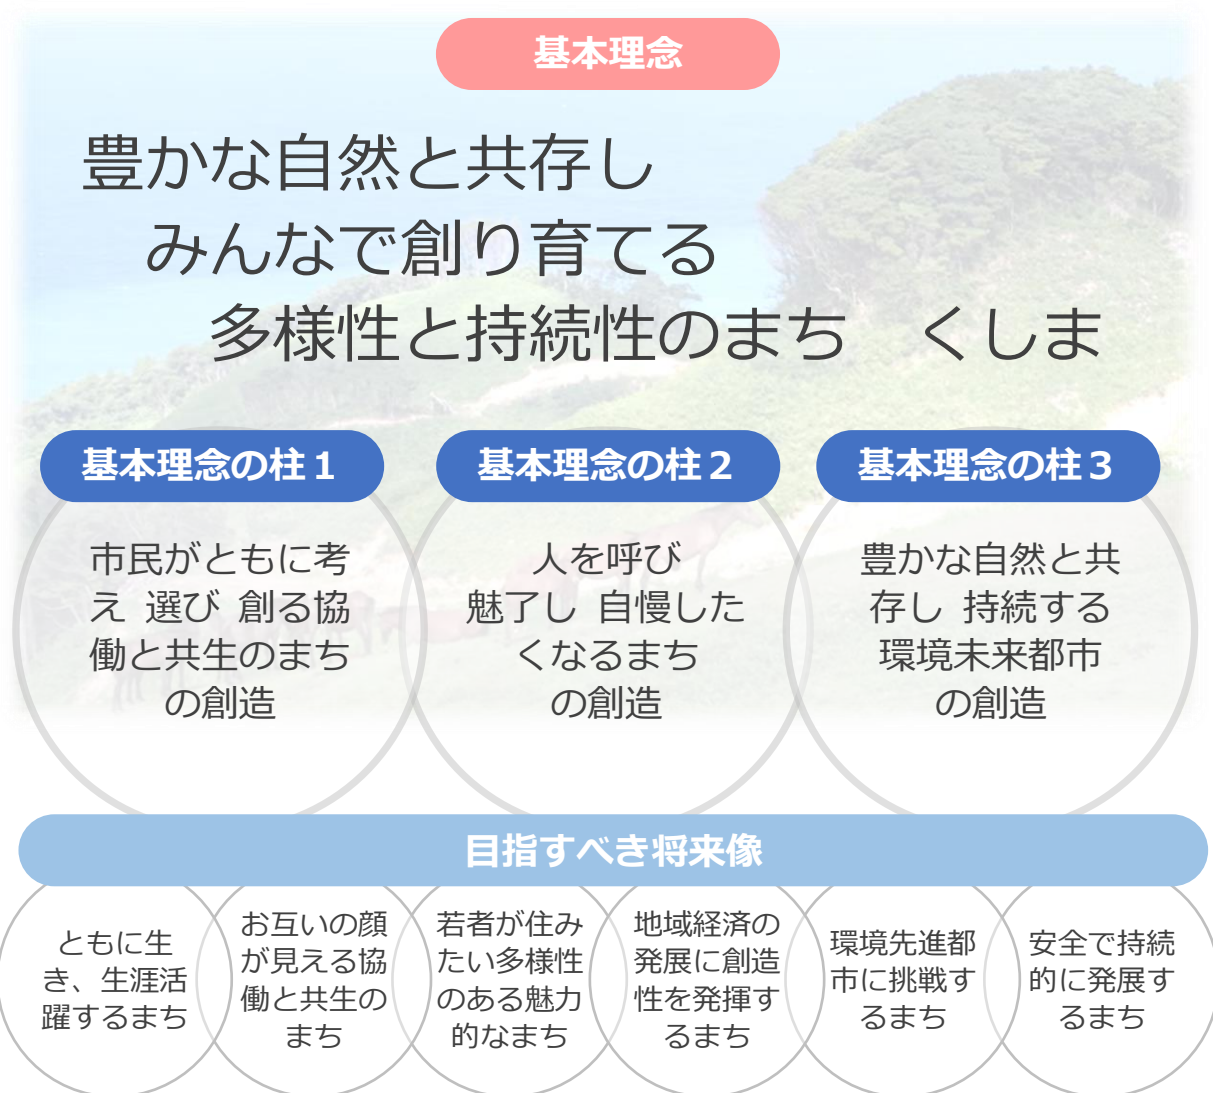 基本理念
豊かな自然と共存し
みんなで創り育てる
多様性と持続性のまち　くしま
基本理念の柱１
市民がともに考
え 選び 創る協
働と共生のまち
の創造
基本理念の柱２
人を呼び
魅了し 自慢した
くなるまち
の創造
基本理念の柱３
豊かな自然と共
存し 持続する
環境未来都市
の創造
目指すべき将来像
ともに生
き、生涯活
躍するまち
お互いの顔
が見える協
働と共生の
まち
若者が住み
たい多様性
のある魅力
的なまち
地域経済の
発展に創造
性を発揮す
るまち
環境先進都
市に挑戦す
るまち
安全で持続
的に発展す
るまち